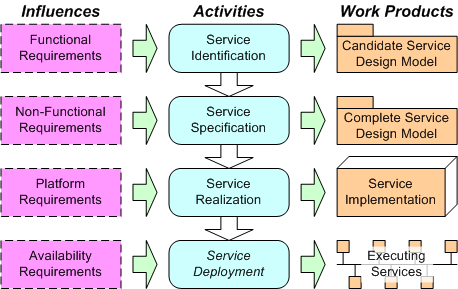 Influences
Activities
Work Products
Functional
Requirements
Service
Identification
Candidate Service
Design Model
Non-Functional
Requirements
Service
Specification
Complete Service
Design Model
Platform
Requirements
Service
Realization
Service
Implementation
Availability
Requirements
Service
Deployment
Executing
Services